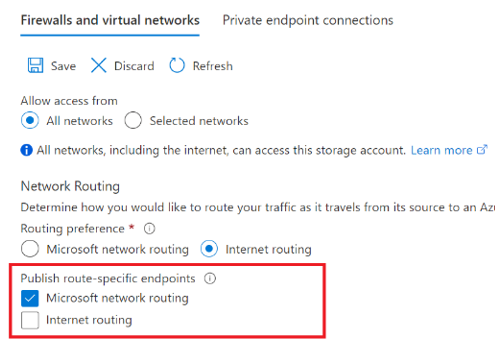 Firewalls and virtual networks Private endpoint connections
Save Discard Refresh
Allow access from
All networks Selected networks
All networks, including the internet, can access this storage account. Learn more
Network Routing
Determine how you would like to route your traffic as it travels from its source to an Az
Routing preference *
Microsoft network routing Internet routing
Publish route-specific endpoints
Microsoft network routing
Internet routing